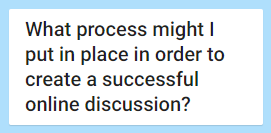 What process might I
put in place in order to
create a successful
online discussion?